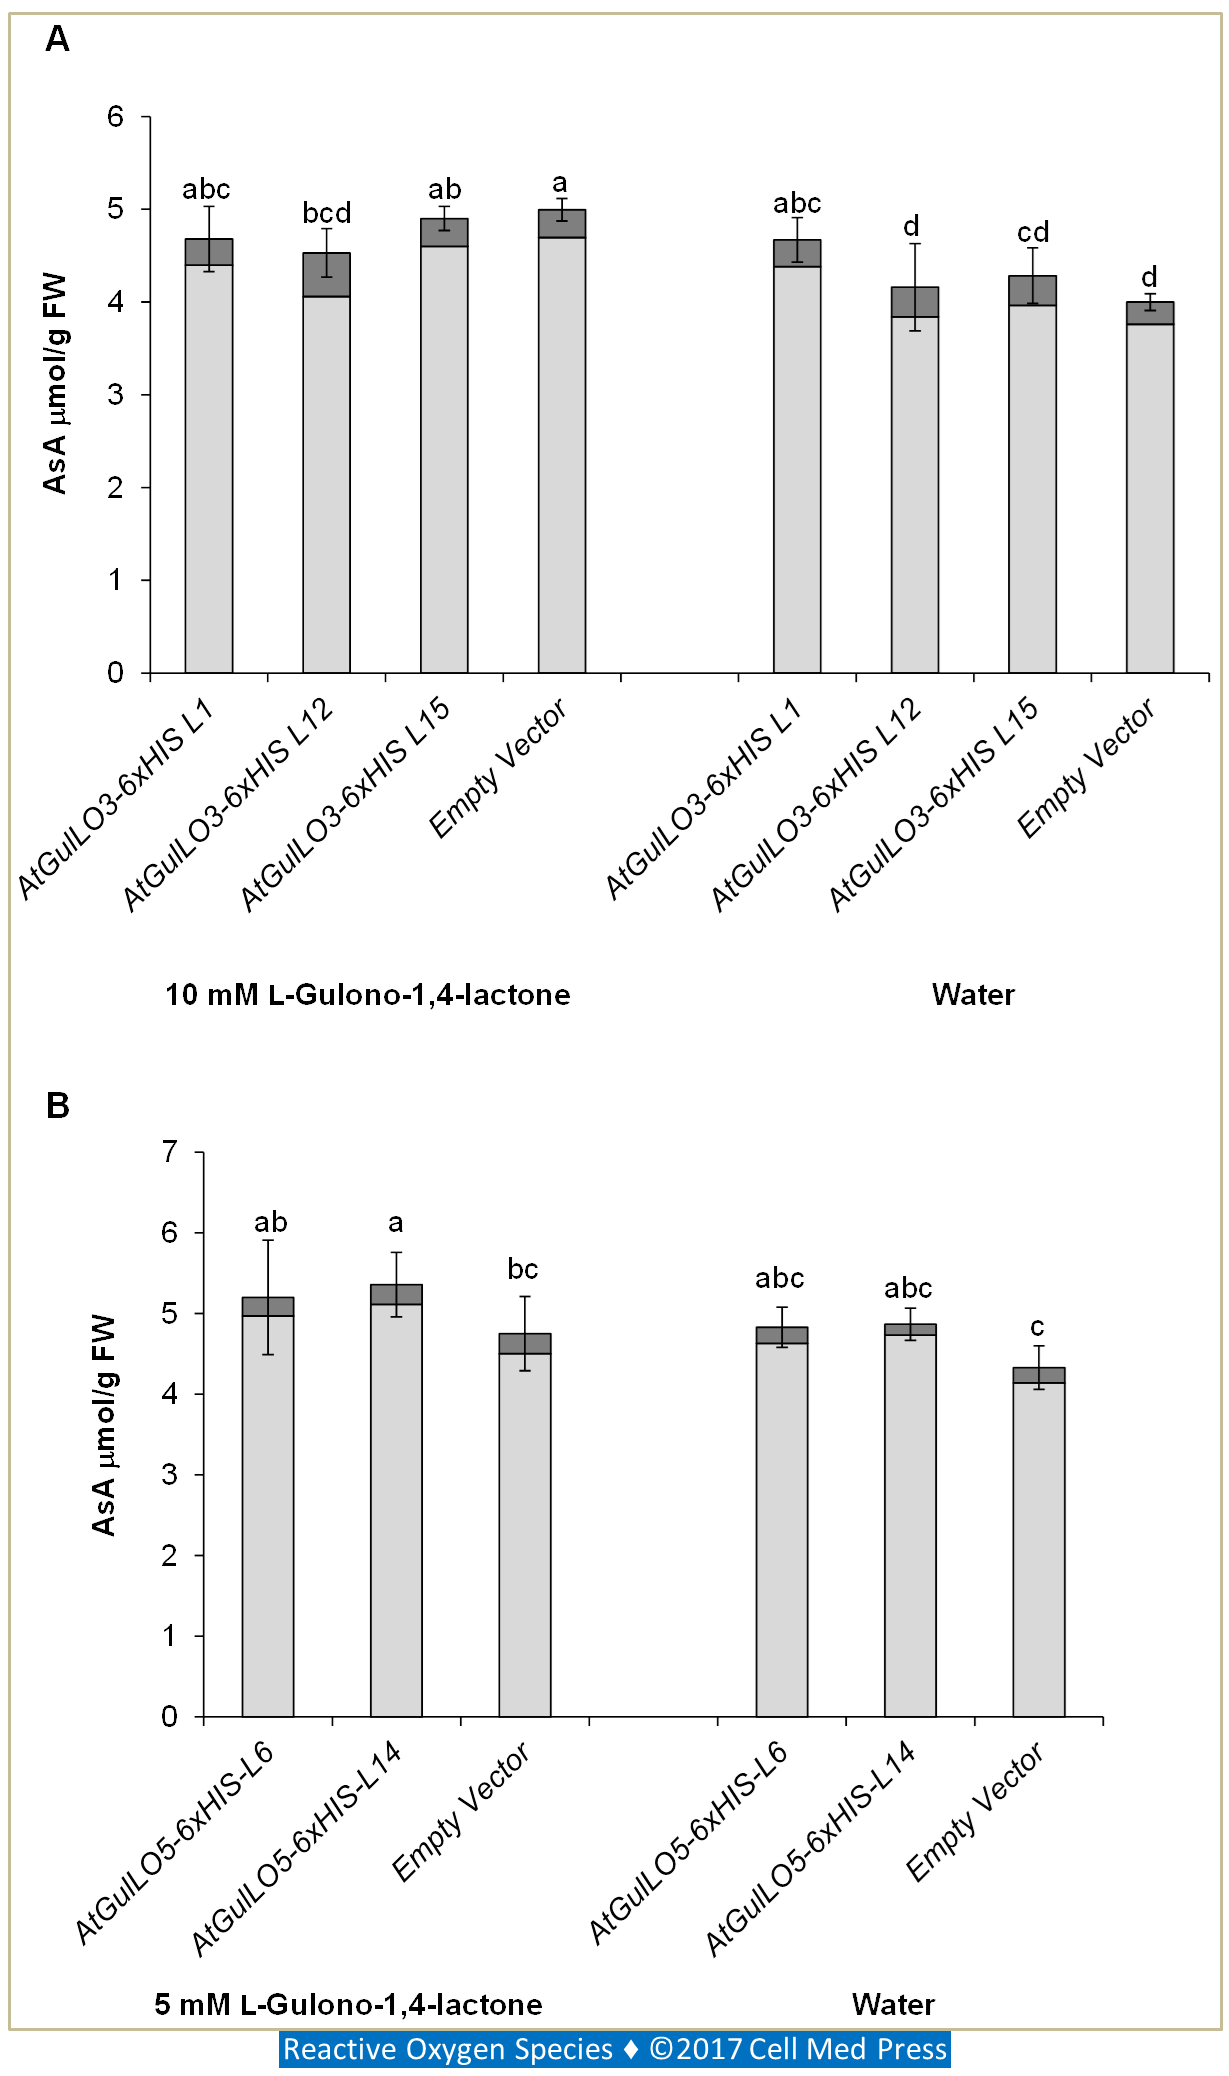 A
6
5
4
3
2
1
0
AsA µmol/g FW
abc
bcd
ab
a
abc
d
cd
d
AtGulLO3-6xHIS L1
AtGulLO3-6xHIS L12
AtGulLO3-6xHIS L15
Empty Vector
AtGulLO3-6xHIS L1
AtGulLO3-6xHIS L12
AtGulLO3-6xHIS L15
Empty Vector
10 mM L-Gulono-1,4-lactone
Water
B
7
6
5
4
3
2
1
0
AsA µmol/g FW
ab
a
bc
abc
abc
c
AtGulLO5-6xHIS-L6
AtGulLO5-6xHIS-L14
Empty Vector
AtGulLO5-6xHIS-L6
AtGulLO5-6xHIS-L14
Empty Vector
5 mM L-Gulono-1,4-lactone
Water
Reactive Oxygen Species ♦ ©2017 Cell Med Press